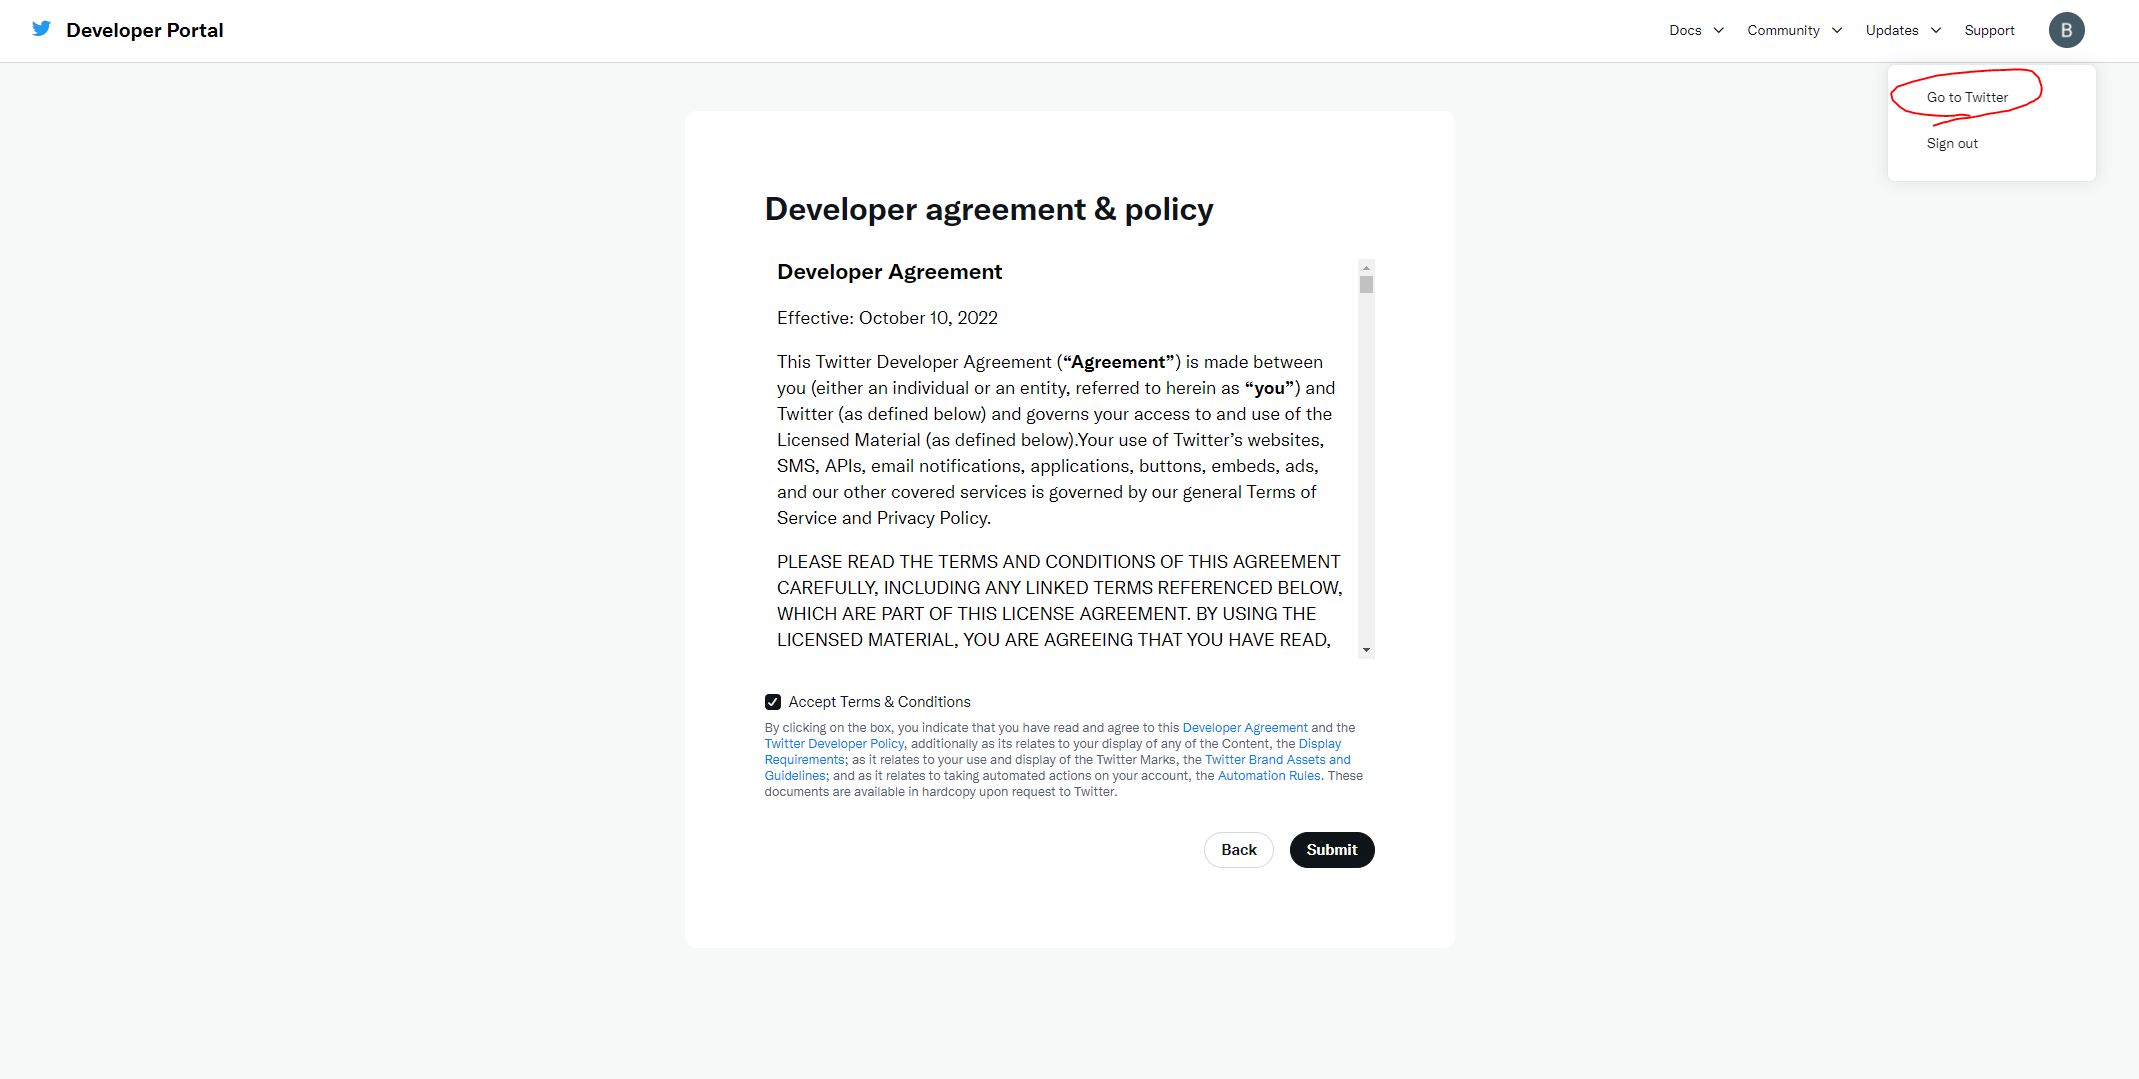 Developer Portal
Docs
Community
Updates
Support
B
Go to Twitter
Sign out
Developer agreement & policy
Developer Agreement
Effective: October 10, 2022
This Twitter Developer Agreement (“Agreement”) is made between
you (either an individual or an entity, referred to herein as “you”) and
Twitter (as defined below) and governs your access to and use of the
Licensed Material (as defined below).Your use of Twitter’s websites,
SMS, APIs, email notifications, applications, buttons, embeds, ads,
and our other covered services is governed by our general Terms of
Service and Privacy Policy.
PLEASE READ THE TERMS AND CONDITIONS OF THIS AGREEMENT
CAREFULLY, INCLUDING ANY LINKED TERMS REFERENCED BELOW,
WHICH ARE PART OF THIS LICENSE AGREEMENT. BY USING THE
LICENSED MATERIAL, YOU ARE AGREEING THAT YOU HAVE READ,
Accept Terms & Conditions
By clicking on the box, you indicate that you have read and agree to this Developer Agreement and the
Twitter Developer Policy, additionally as its relates to your display of any of the Content, the Display
Requirements; as it relates to your use and display of the Twitter Marks, the Twitter Brand Assets and
Guidelines; and as it relates to taking automated actions on your account, the Automation Rules. These
documents are available in hardcopy upon request to Twitter.
Back
Submit